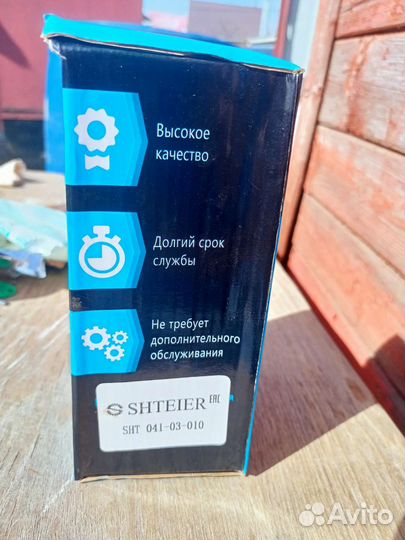 Высокое
качество
Долгий срок
службы
Не требует
дополнительного
обслуживания
SHTEIER EAC
SHT 041-03-010
Avito